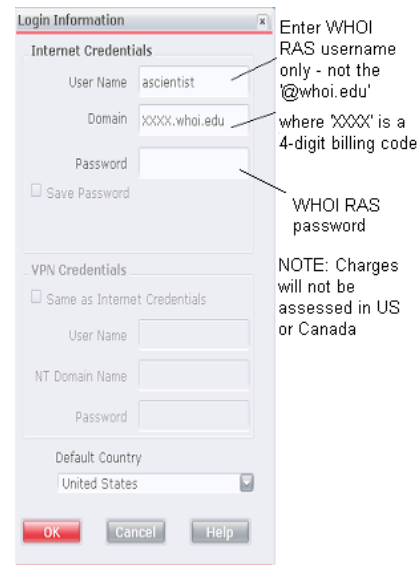 Login Information
x
Internet Credentials
User Name ascientist
Domain XXXX.whoi.edu
Password
Save Password
VPN Credentials
Same as Internet Credentials
User Name
NT Domain Name
Password
Default Country
United States
OK Cancel Help
Enter WHOI
RAS username
only - not the
'@whoi.edu'
where 'XXXX' is a
4-digit billing code
WHOI RAS
password
NOTE: Charges
will not be
assessed in US
or Canada